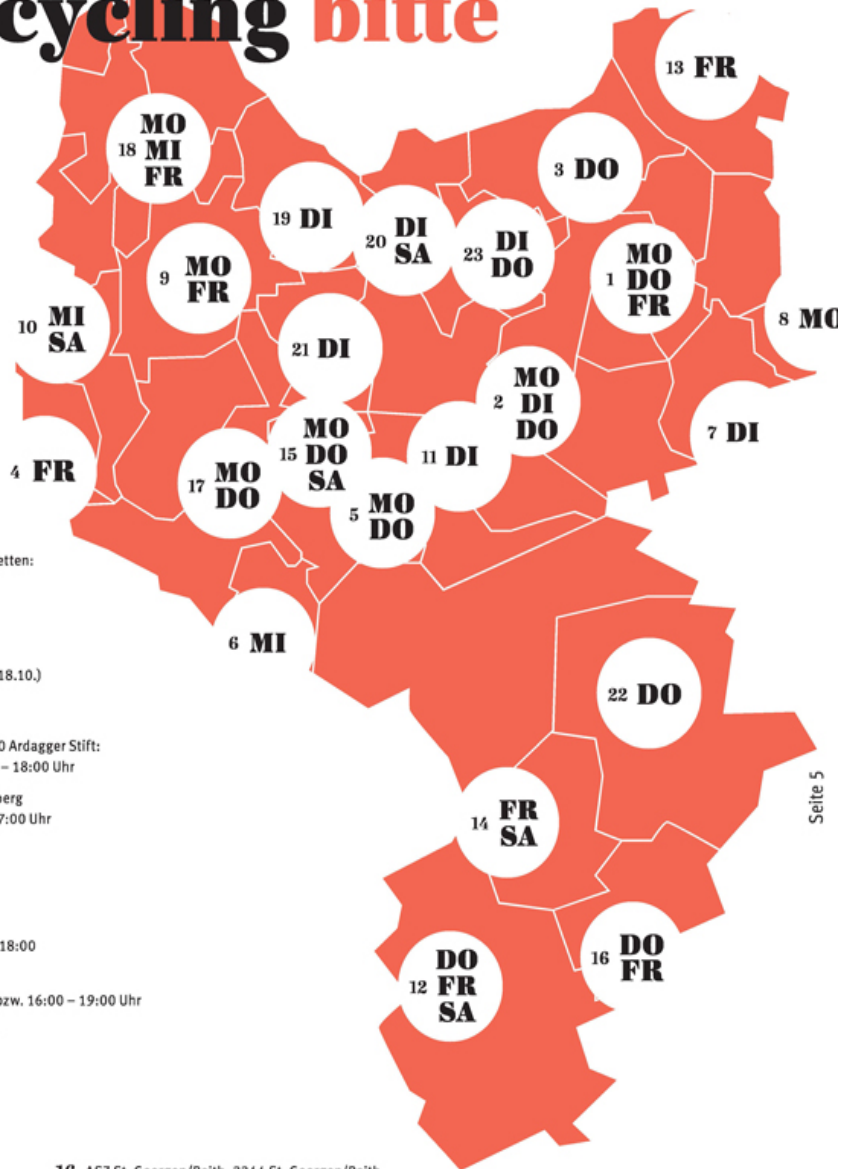 cycling bitte
13 FR
MO
18 MI
FR
3 DO
19 DI
20 DI
SA
23 DI
DO
9 MO
FR
1 MO
DO
FR
10 MI
SA
8 MO
21 DI
MO
2 DI
DO
7 DI
MO
15 DO
SA
11 DI
4 FR
17 MO
DO
5 MO
DO
etten:
6 MI
18.10.)
22 DO
0 Ardagger Stift:
– 18:00 Uhr
berg
7:00 Uhr
Seite 5
14 FR
SA
18:00
16 DO
FR
DO
12 FR
SA
bzw. 16:00 – 19:00 Uhr
St. Georgen/Reith